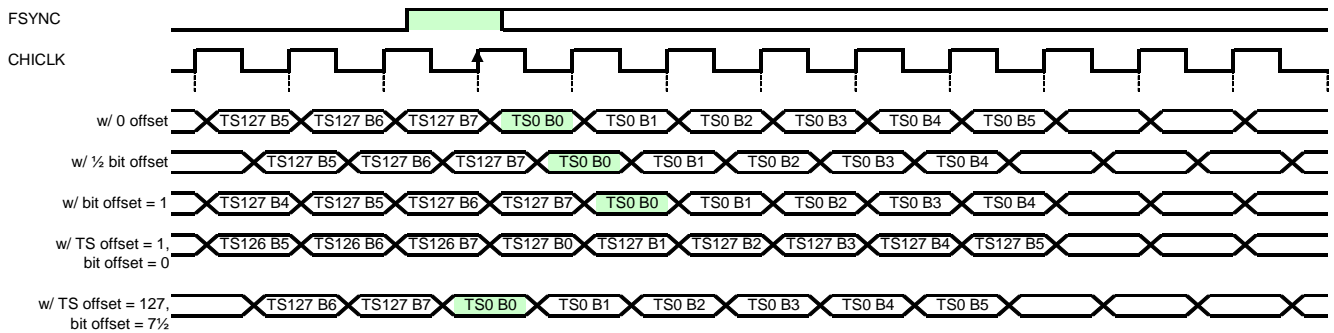 FSYNC
CHICLK
w/ 0 offset TS127 B5 TS127 B6 TS127 B7 TS0 B0 TS0 B1 TS0 B2 TS0 B3 TS0 B4 TS0 B5
w/ ½ bit offset TS127 B5 TS127 B6 TS127 B7 TS0 B0 TS0 B1 TS0 B2 TS0 B3 TS0 B4
w/ bit offset = 1 TS127 B4 TS127 B5 TS127 B6 TS127 B7 TS0 B0 TS0 B1 TS0 B2 TS0 B3 TS0 B4
w/ TS offset = 1, TS126 B5 TS126 B6 TS126 B7 TS127 B0 TS127 B1 TS127 B2 TS127 B3 TS127 B4 TS127 B5
bit offset = 0
w/ TS offset = 127, TS127 B6 TS127 B7 TS0 B0 TS0 B1 TS0 B2 TS0 B3 TS0 B4 TS0 B5
bit offset = 7½